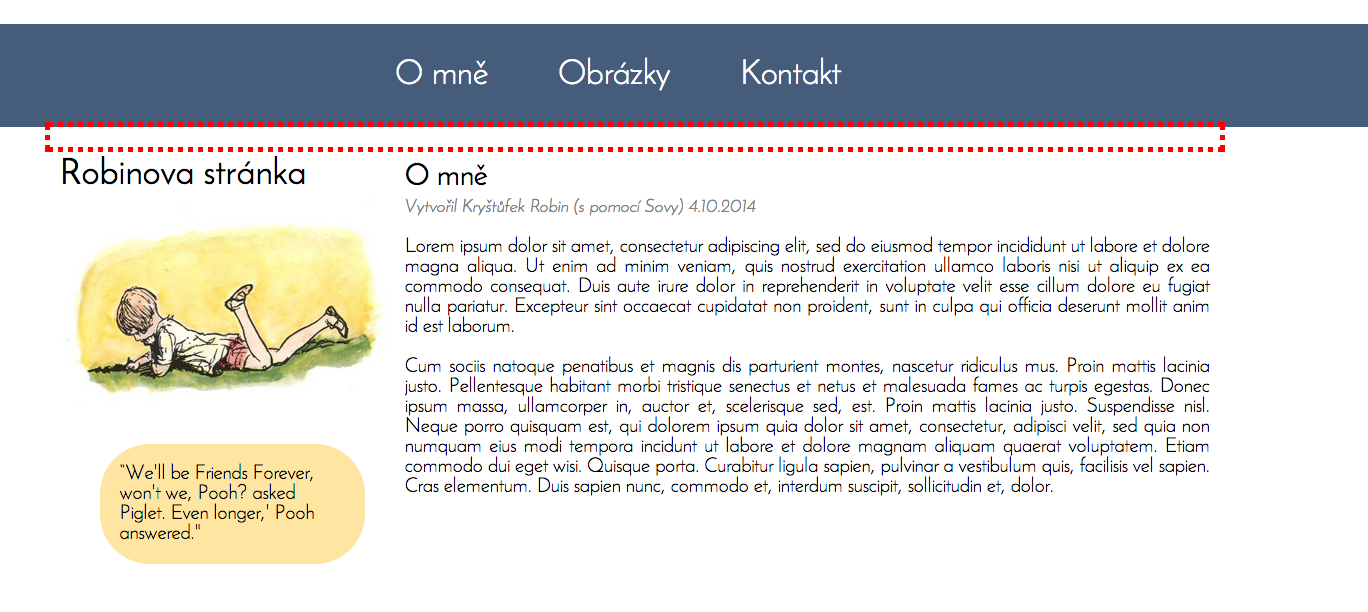 O mně Obrázky Kontakt
Robinova stránka
“We'll be Friends Forever,
won't we, Pooh? asked
Piglet. Even longer,' Pooh
answered."
O mně
Vytvořil Kryštůfek Robin (s pomocí Sovy) 4.10.2014
Lorem ipsum dolor sit amet, consectetur adipiscing elit, sed do eiusmod tempor incididunt ut labore et dolore
magna aliqua. Ut enim ad minim veniam, quis nostrud exercitation ullamco laboris nisi ut aliquip ex ea
commodo consequat. Duis aute irure dolor in reprehenderit in voluptate velit esse cillum dolore eu fugiat
nulla pariatur. Excepteur sint occaecat cupidatat non proident, sunt in culpa qui officia deserunt mollit anim
id est laborum.
Cum sociis natoque penatibus et magnis dis parturient montes, nascetur ridiculus mus. Proin mattis lacinia
justo. Pellentesque habitant morbi tristique senectus et netus et malesuada fames ac turpis egestas. Donec
ipsum massa, ullamcorper in, auctor et, scelerisque sed, est. Proin mattis lacinia justo. Suspendisse nisl.
Neque porro quisquam est, qui dolorem ipsum quia dolor sit amet, consectetur, adipisci velit, sed quia non
numquam eius modi tempora incidunt ut labore et dolore magnam aliquam quaerat voluptatem. Etiam
commodo dui eget wisi. Quisque porta. Curabitur ligula sapien, pulvinar a vestibulum quis, facilisis vel sapien.
Cras elementum. Duis sapien nunc, commodo et, interdum suscipit, sollicitudin et, dolor.